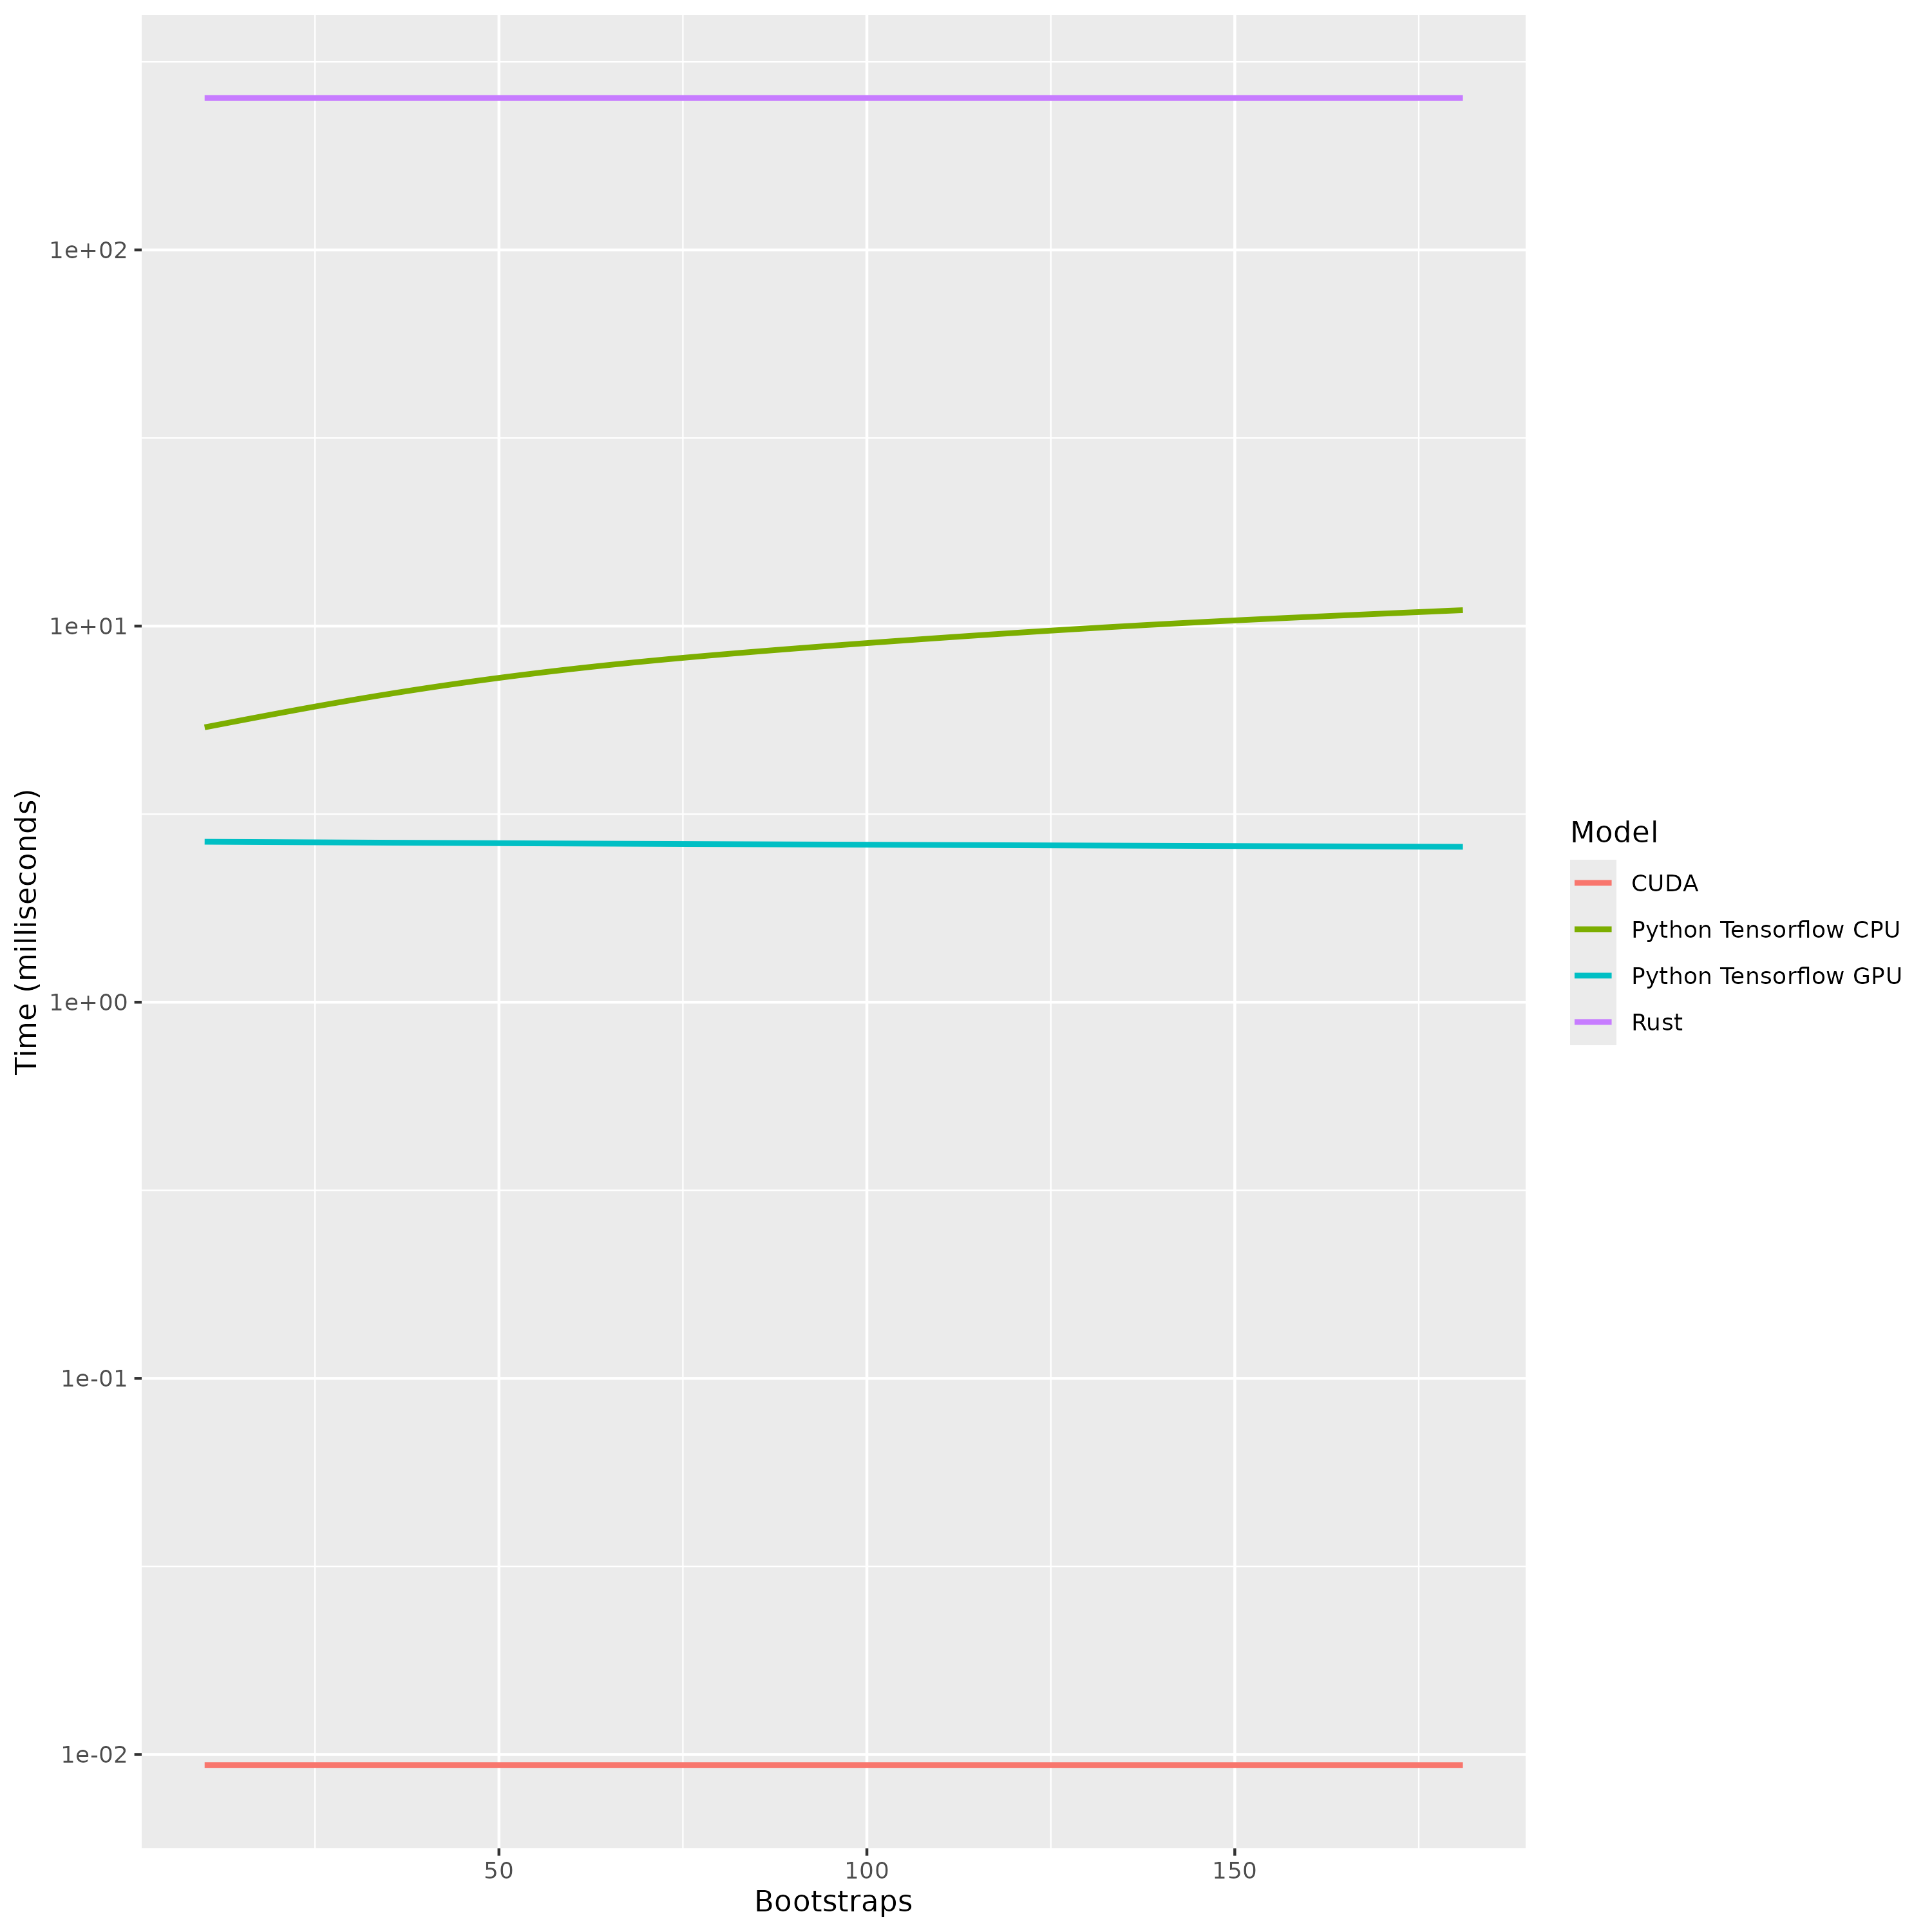 1e+02
1e+01
1e+00
1e-01
1e-02
Time (milliseconds)
50 100 150
Bootstraps
Model
CUDA
Python Tensorflow CPU
Python Tensorflow GPU
Rust